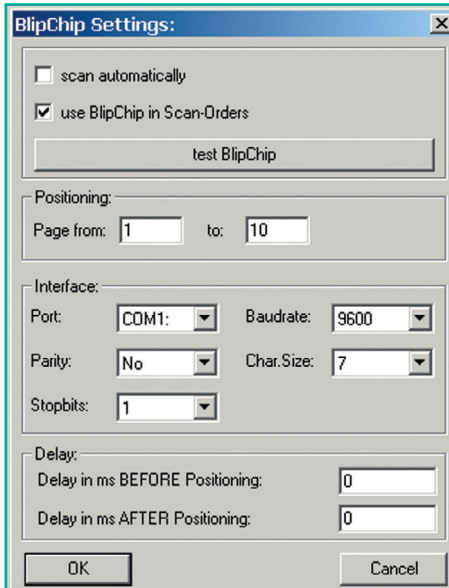 BlipChip Settings:
scan automatically
use BlipChip in Scan-Orders
test BlipChip
Positioning:
Page from: 1 to: 10
Interface:
Port: COM1: Baudrate: 9600
Parity: No Char.Size: 7
Stopbits: 1
Delay:
Delay in ms BEFORE Positioning: 0
Delay in ms AFTER Positioning: 0
OK Cancel